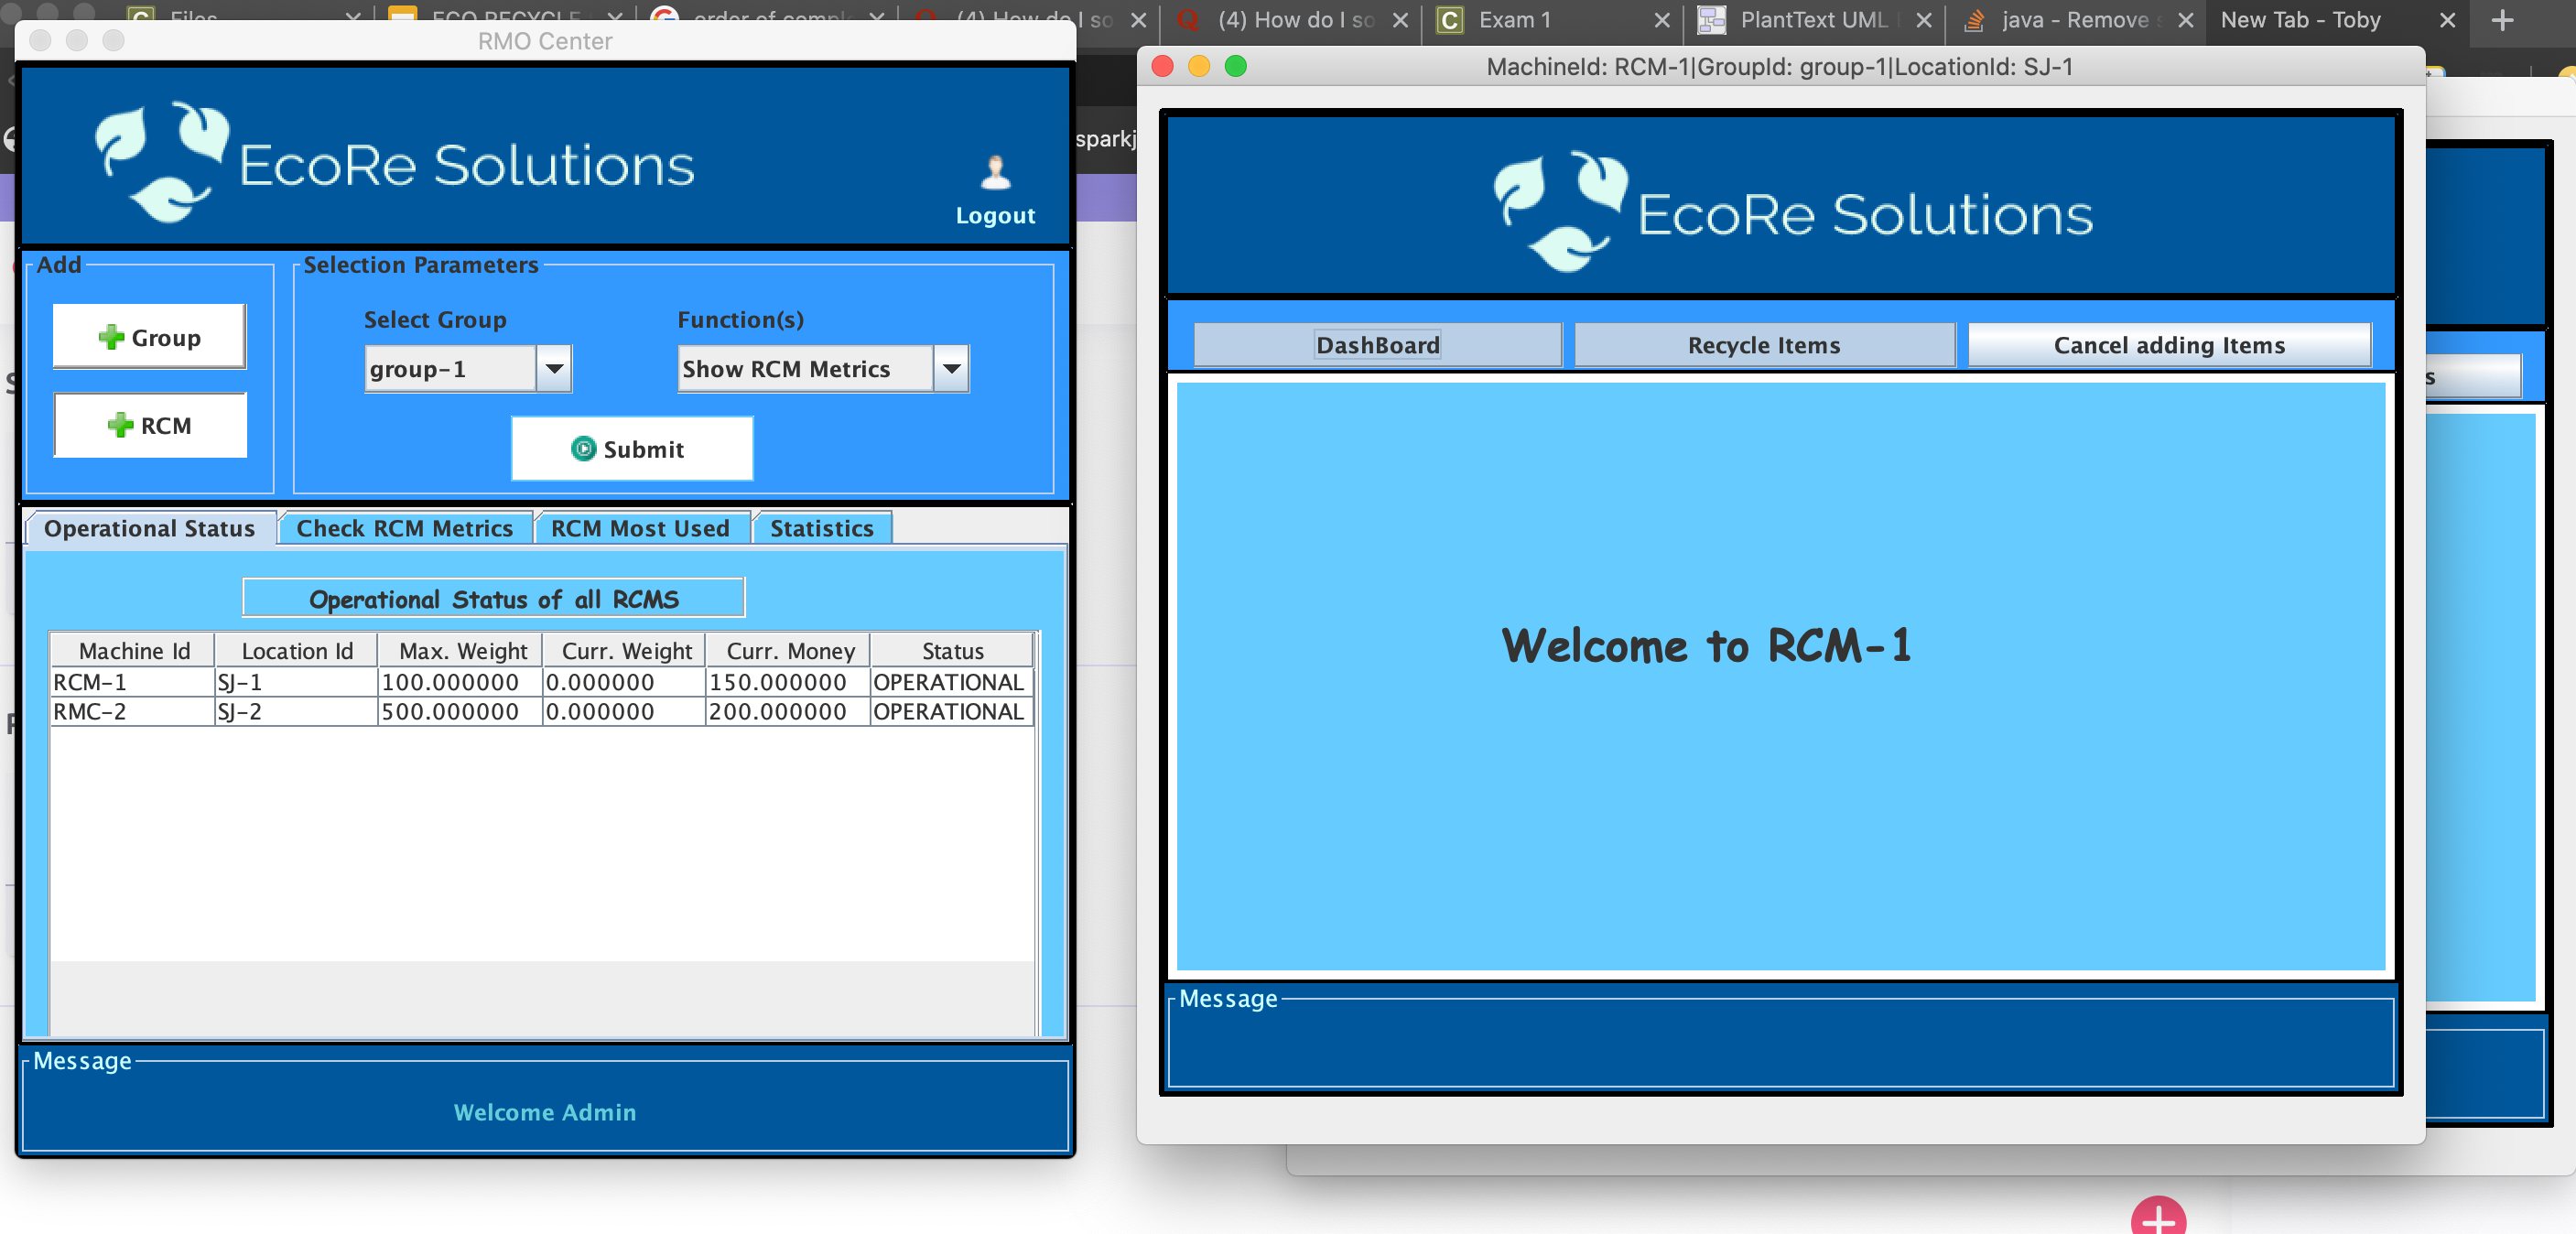 Files
ECO RECYCLE
order of comple
(4) How do I so
(4) How do I so
Exam 1
PlantText UML
java - Remove
New Tab - Toby
RMO Center
EcoRe Solutions
Logout
Add
Group
RCM
Selection Parameters
Select Group
Function(s)
group-1
Show RCM Metrics
Submit
Operational Status
Check RCM Metrics
RCM Most Used
Statistics
Operational Status of all RCMS
Machine Id Location Id Max. Weight Curr. Weight Curr. Money Status
RCM-1 SJ-1 100.000000 0.000000 150.000000 OPERATIONAL
RMC-2 SJ-2 500.000000 0.000000 200.000000 OPERATIONAL
Message
Welcome Admin
sparkj
MachineId: RCM-1|GroupId: group-1|LocationId: SJ-1
EcoRe Solutions
DashBoard
Recycle Items
Cancel adding Items
Welcome to RCM-1
Message
s